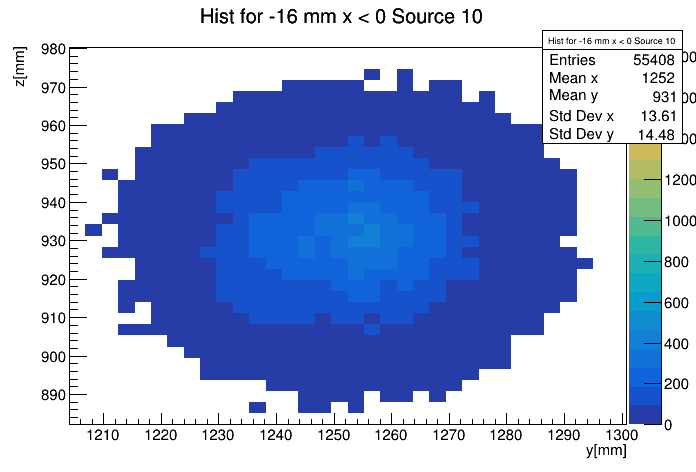 Hist for -16 mm x < 0 Source 10
Hist for -16 mm x < 0 Source 10
Entries 55408
Mean x 1252
Mean y 931
Std Dev x 13.61
Std Dev y 14.48
z[mm]
980
970
960
950
940
930
920
910
900
890
1210 1220 1230 1240 1250 1260 1270 1280 1290 1300
y[mm]
1200
1000
800
600
400
200
0